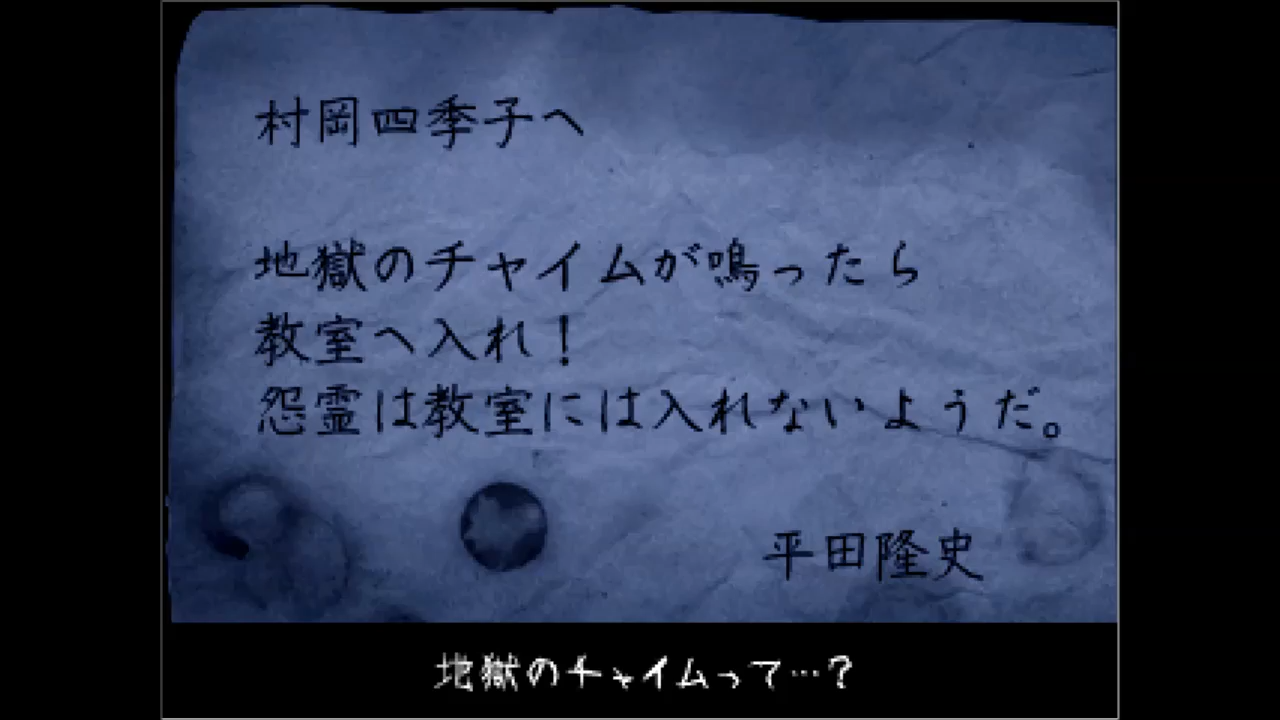 村岡四季子へ
地獄のチャイムが鳴ったら
教室へ入れ！
怨霊は教室には入れないようだ。
平田隆史
地獄のチャイムって…？